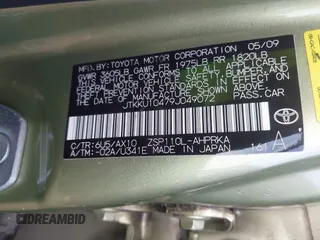 MFD.BY:TOYOTA MOTOR CORPORATION 05/09
GVWR 3605LB GAWR FR 1975LB RR 1820LB
THIS VEHICLE CONFORMS TO ALL APPLICABLE
FEDERAL MOTOR VEHICLE SAFETY, BUMPER, AND
THEFT PREVENTION STANDARDS IN EFFECT ON
THE DATE OF MANUFACTURE SHOWN ABOVE.
JTKKU10479J049072 PASS.CAR
C/TR:6U5/AX10 ZSP110L-AHPRKA
A/TM:-02A/U341E MADE IN JAPAN 161 A
DREAMBID